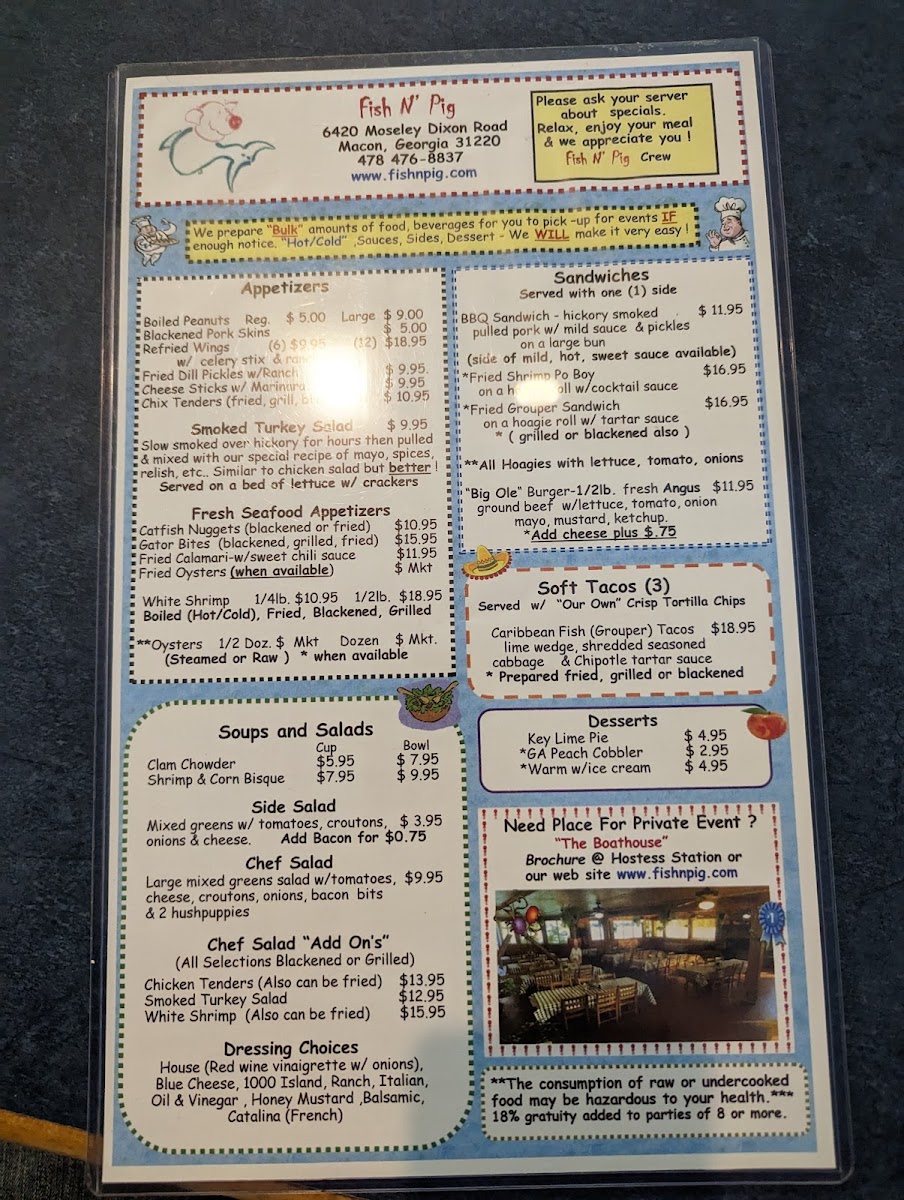 Fish N' Pig
6420 Moseley Dixon Road
Macon, Georgia 31220
478 476-8837
www.fishnpig.com
Please ask your server
about specials.
Relax, enjoy your meal
& we appreciate you !
Fish N' Pig Crew
We prepare "Bulk" amounts of food, beverages for you to pick -up for events IF
enough notice. "Hot/Cold" ,Sauces, Sides, Dessert - We WILL make it very easy !
Appetizers
Boiled Peanuts Reg. $ 5.00 Large $ 9.00
Blackened Pork Skins $ 5.00
Refried Wings (6) $9.95 (12) $18.95
w/ celery stix &
Fried Dill Pickles w/Ranch $ 9.95.
Cheese Sticks w/ Marinara $ 9.95
Chix Tenders (fried, grill, $ 10.95
Smoked Turkey Salad $ 9.95
Slow smoked over hickory for hours then pulled
& mixed with our special recipe of mayo, spices,
relish, etc.. Similar to chicken salad but better !
Served on a bed of lettuce w/ crackers
Fresh Seafood Appetizers
Catfish Nuggets (blackened or fried) $10.95
Gator Bites (blackened, grilled, fried) $15.95
Fried Calamari-w/sweet chili sauce $11.95
Fried Oysters (when available) $ Mkt
White Shrimp 1/4lb. $10.95 1/2lb. $18.95
Boiled (Hot/Cold), Fried, Blackened, Grilled
**Oysters 1/2 Doz. $ Mkt Dozen $ Mkt.
(Steamed or Raw ) * when available
Soups and Salads
Cup Bowl
Clam Chowder $5.95 $ 7.95
Shrimp & Corn Bisque $7.95 $ 9.95
Side Salad
Mixed greens w/ tomatoes, croutons, $ 3.95
onions & cheese. Add Bacon for $0.75
Chef Salad
Large mixed greens salad w/tomatoes, $9.95
cheese, croutons, onions, bacon bits
& 2 hushpuppies
Chef Salad "Add On's"
(All Selections Blackened or Grilled)
Chicken Tenders (Also can be fried) $13.95
Smoked Turkey Salad $12.95
White Shrimp (Also can be fried) $15.95
Dressing Choices
House (Red wine vinaigrette w/ onions),
Blue Cheese, 1000 Island, Ranch, Italian,
Oil & Vinegar , Honey Mustard ,Balsamic,
Catalina (French)
Sandwiches
Served with one (1) side
BBQ Sandwich - hickory smoked $ 11.95
pulled pork w/ mild sauce & pickles
on a large bun
(side of mild, hot, sweet sauce available)
*Fried Shrimp Po Boy $16.95
on a roll w/cocktail sauce
*Fried Grouper Sandwich $16.95
on a hoagie roll w/ tartar sauce
* ( grilled or blackened also )
**All Hoagies with lettuce, tomato, onions
"Big Ole" Burger-1/2lb. fresh Angus $11.95
ground beef w/lettuce, tomato, onion
mayo, mustard, ketchup.
*Add cheese plus $.75
Soft Tacos (3)
Served w/ "Our Own" Crisp Tortilla Chips
Caribbean Fish (Grouper) Tacos $18.95
lime wedge, shredded seasoned
cabbage & Chipotle tartar sauce
* Prepared fried, grilled or blackened
Desserts
Key Lime Pie $ 4.95
*GA Peach Cobbler $ 2.95
*Warm w/ice cream $ 4.95
Need Place For Private Event ?
"The Boathouse"
Brochure @ Hostess Station or
our web site www.fishnpig.com
1
**The consumption of raw or undercooked
food may be hazardous to your health.***
18% gratuity added to parties of 8 or more.